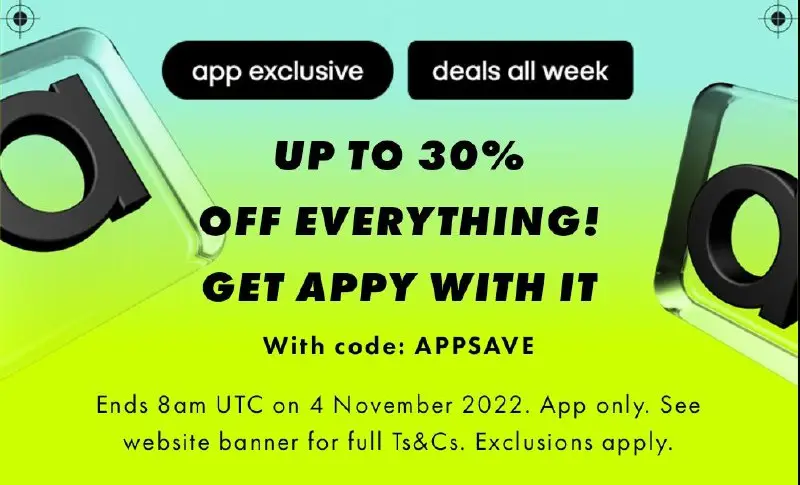 app exclusive
deals all week
UP TO 30%
OFF EVERYTHING!
GET APPY WITH IT
With code: APPSAVE
Ends 8am UTC on 4 November 2022. App only. See
website banner for full Ts&Cs. Exclusions apply.
a
a